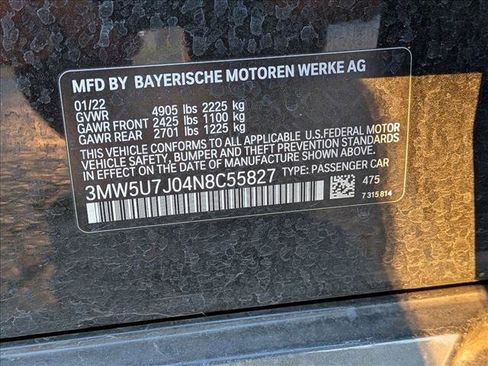 MFD BY BAYERISCHE MOTOREN WERKE AG
01/22
GVWR 4905 lbs 2225 kg
GAWR FRONT 2425 lbs 1100 kg
GAWR REAR 2701 lbs 1225 kg
THIS VEHICLE CONFORMS TO ALL APPLICABLE U.S.FEDERAL MOTOR
VEHICLE SAFETY, BUMPER, AND THEFT PREVENTION STANDARDS
IN EFFECT ON THE DATE OF MANUFACTURE SHOWN ABOVE.
3MW5U7J04N8C55827 TYPE: PASSENGER CAR
475
7 315 814